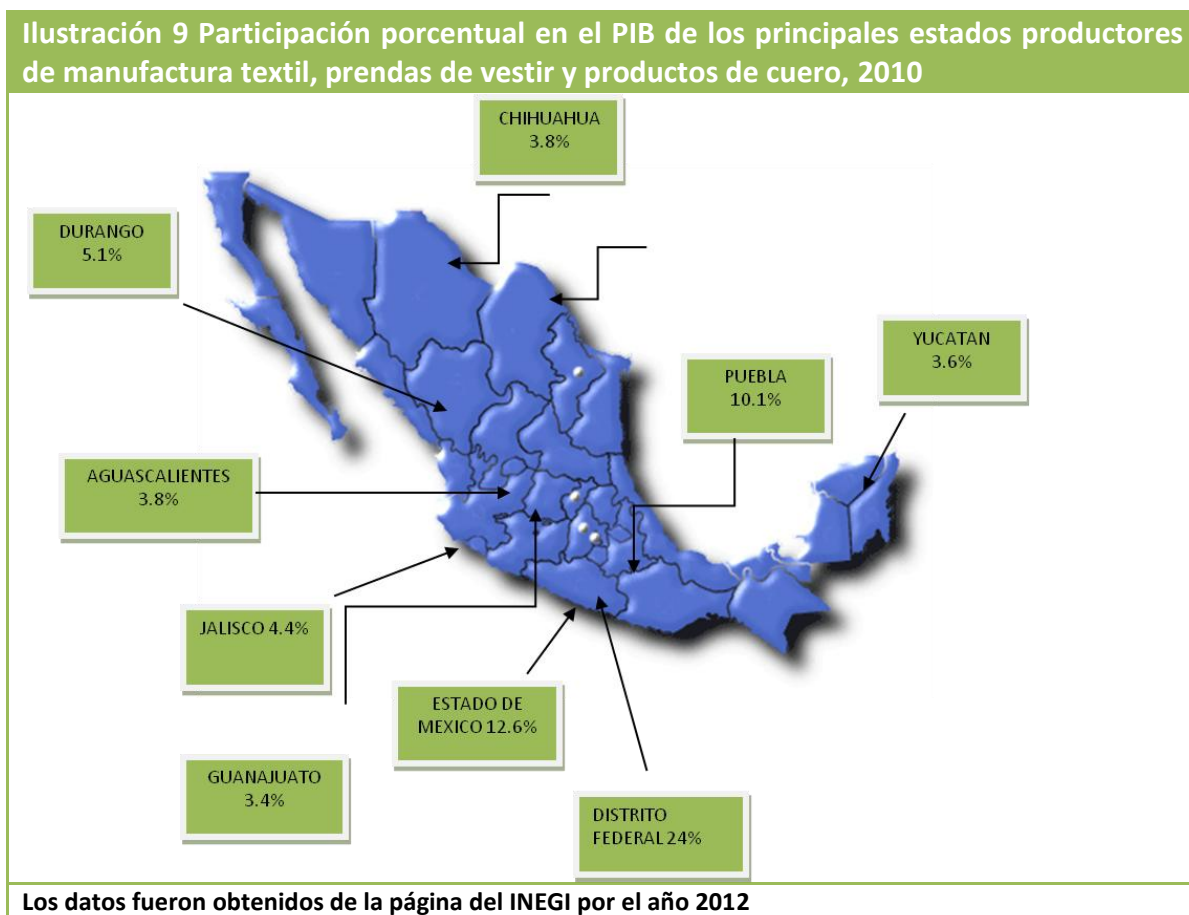 Ilustración 9 Participación porcentual en el PIB de los principales estados productores
de manufactura textil, prendas de vestir y productos de cuero, 2010
CHIHUAHUA
3.8%
DURANGO
5.1%
YUCATAN
3.6%
PUEBLA
10.1%
AGUASCALIENTES
3.8%
JALISCO 4.4%
ESTADO DE
MEXICO 12.6%
GUANAJUATO
3.4%
DISTRITO
FEDERAL 24%
Los datos fueron obtenidos de la página del INEGI por el año 2012